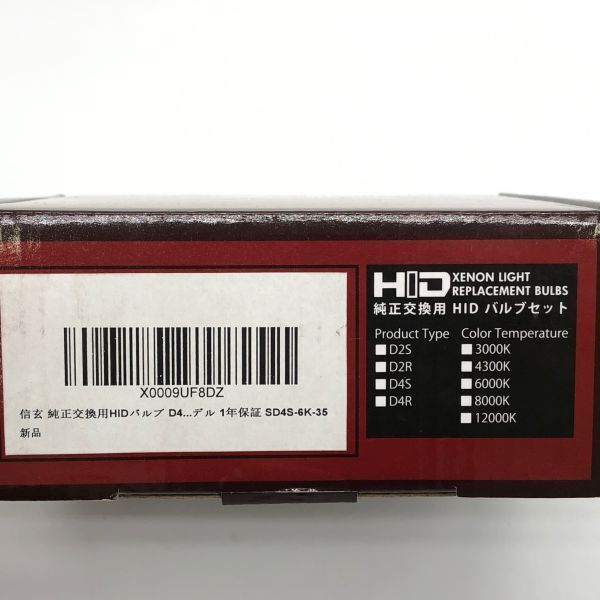 X0009UF8DZ
信玄 純正交換用HIDバルブ D4...デル 1年保証 SD4S-6K-35
新品
HID XENON LIGHT
REPLACEMENT BULBS
純正交換用 HID バルブセット
Product Type Color Temperature
D2S 3000K
D2R 4300K
D4S 6000K
D4R 8000K
12000K